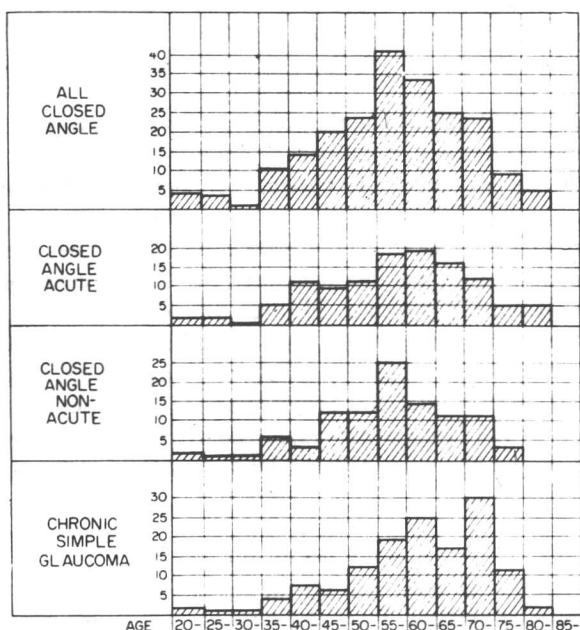 ALL
CLOSED
ANGLE
40
35
30
25
20
15
10
5
CLOSED
ANGLE
ACUTE
20
15
10
5
CLOSED
ANGLE
NON-
ACUTE
25
20
15
10
5
CHRONIC
SIMPLE
GLAUCOMA
30
25
20
15
10
5
AGE 20- 25- 30- 35- 40- 45- 50- 55- 60- 65- 70- 75- 80- 85-